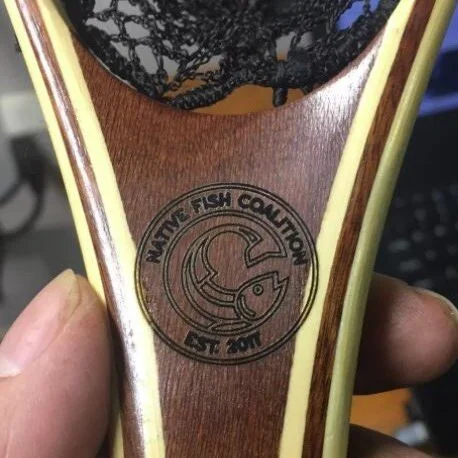 NATIVE FISH COALITION
EST. 2017